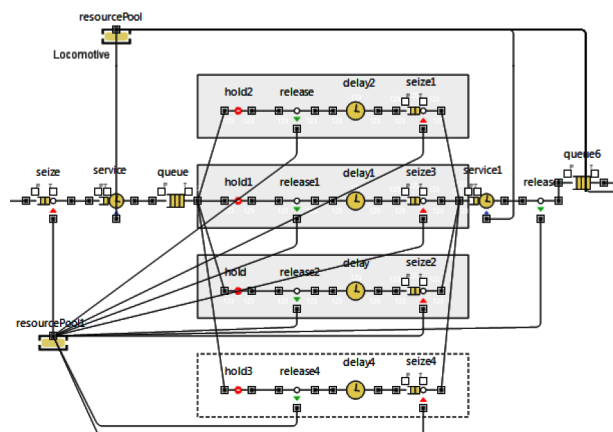 resourcePool
Locomotive
hold2 release delay2 seize1
seize service queue hold1 release1 delay1 seize3 service1 release queue6
hold release2 delay seize2
resourcePool1
hold3 release4 delay4 seize4